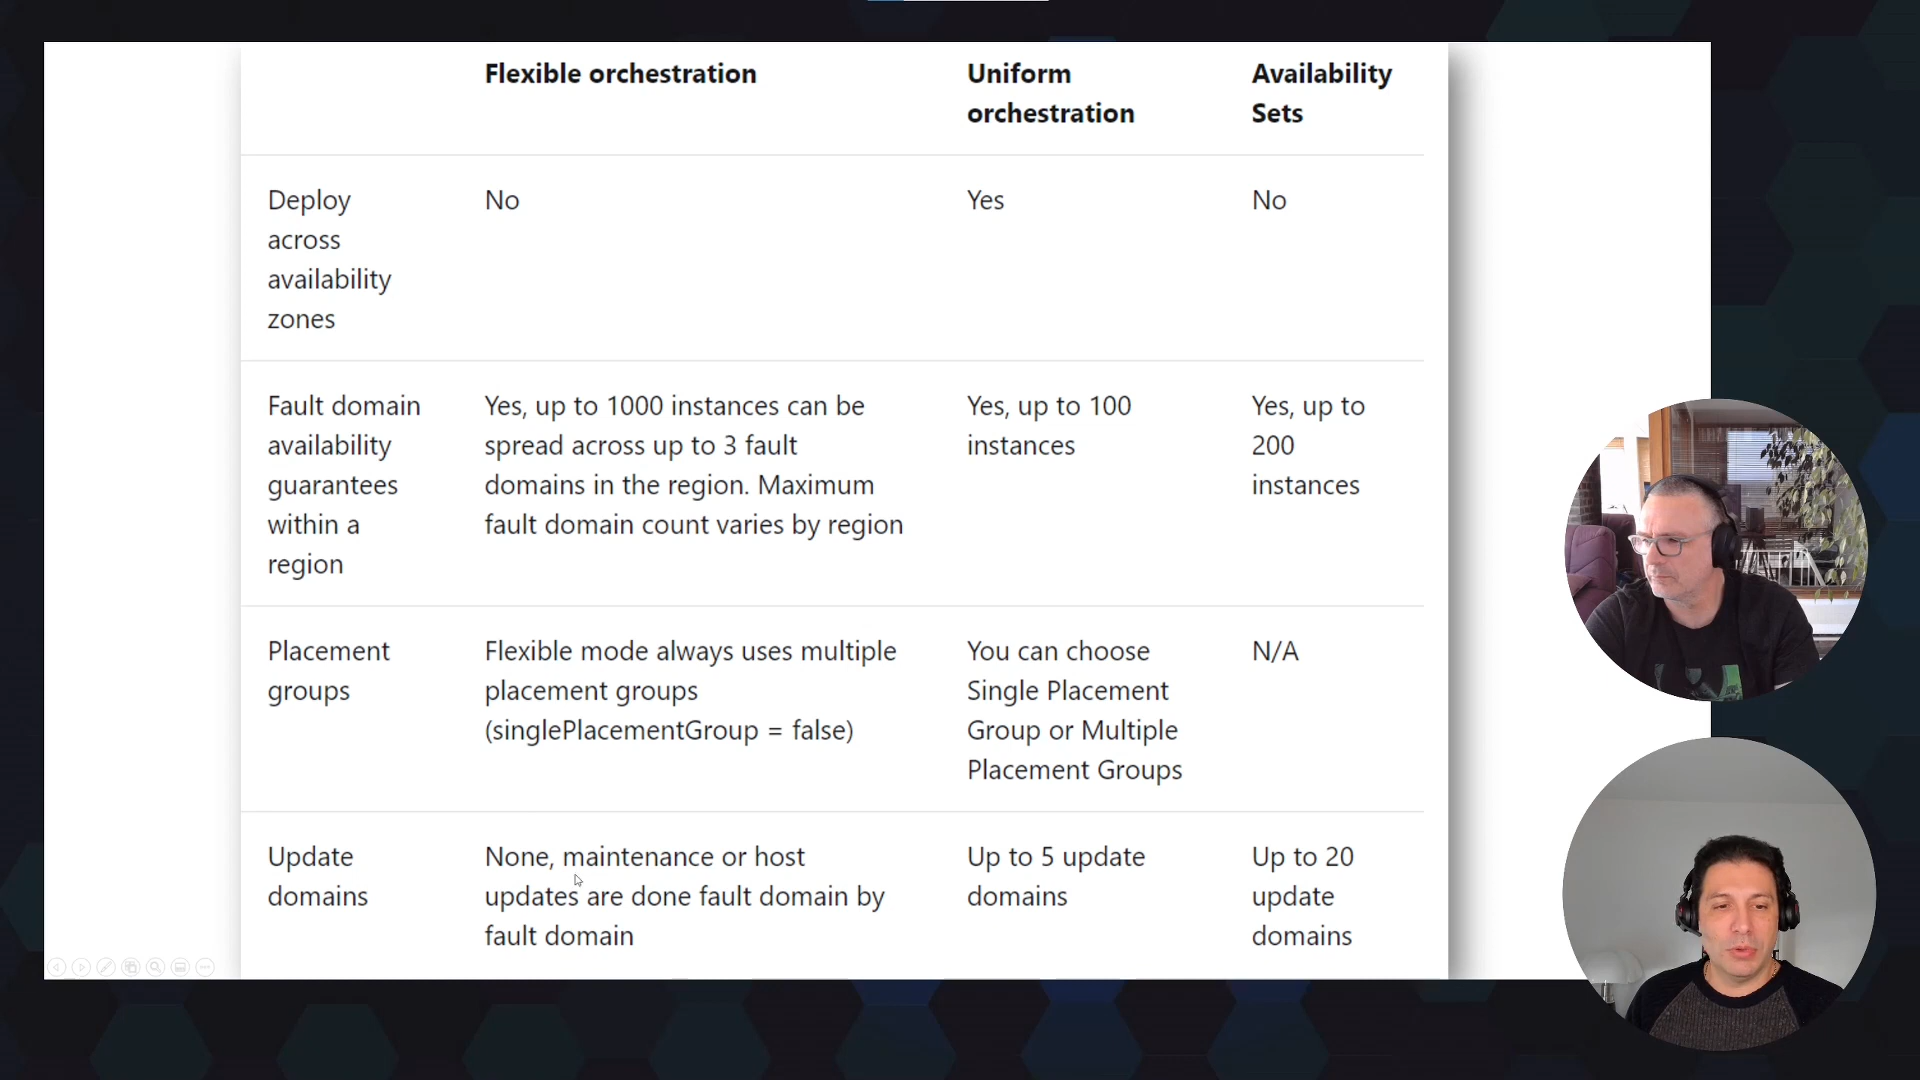 Flexible orchestration
Uniform
orchestration
Availability
Sets
Deploy
across
availability
zones
No
Yes
No
Fault domain
availability
guarantees
within a
region
Yes, up to 1000 instances can be
spread across up to 3 fault
domains in the region. Maximum
fault domain count varies by region
Yes, up to 100
instances
Yes, up to
200
instances
Placement
groups
Flexible mode always uses multiple
placement groups
(singlePlacementGroup = false)
You can choose
Single Placement
Group or Multiple
Placement Groups
N/A
Update
domains
None, maintenance or host
updates are done fault domain by
fault domain
Up to 5 update
domains
Up to 20
update
domains